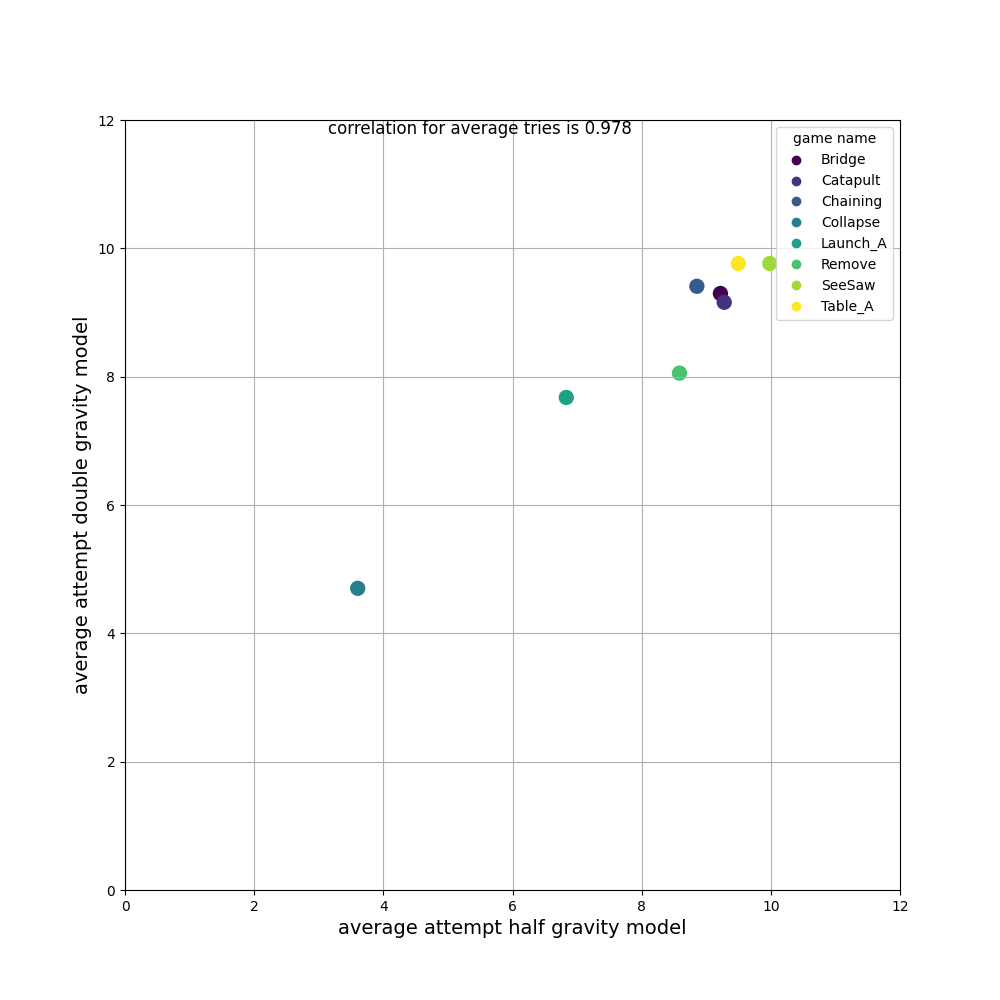 correlation for average tries is 0.978
game name
Bridge
Catapult
Chaining
Collapse
Launch_A
Remove
SeeSaw
Table_A
average attempt double gravity model
12
10
8
6
4
2
0
0 2 4 6 8 10 12
average attempt half gravity model